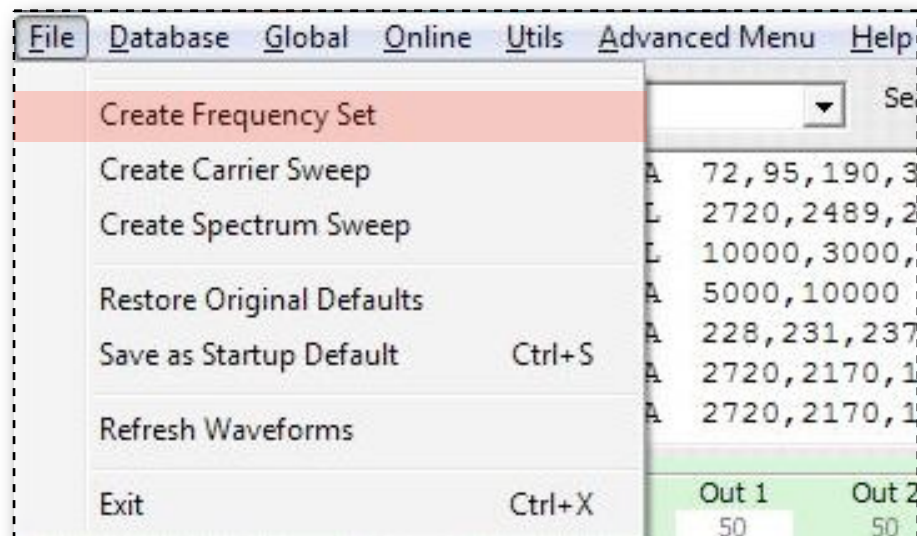 File Database Global Online Utils Advanced Menu Help
Create Frequency Set
Create Carrier Sweep
Create Spectrum Sweep
Restore Original Defaults
Save as Startup Default Ctrl+S
Refresh Waveforms
Exit Ctrl+X
A 72,95,190,3
L 2720,2489,2
L 10000,3000,
A 5000,10000
A 228,231,237
A 2720,2170,1
A 2720,2170,1
Out 1 Out 2
50 50